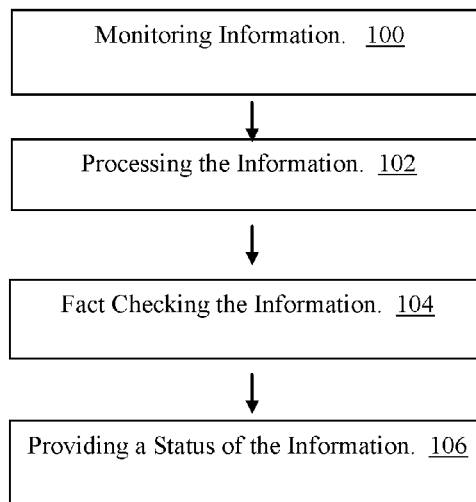 Monitoring Information. 100
Processing the Information. 102
Fact Checking the Information. 104
Providing a Status of the Information. 106